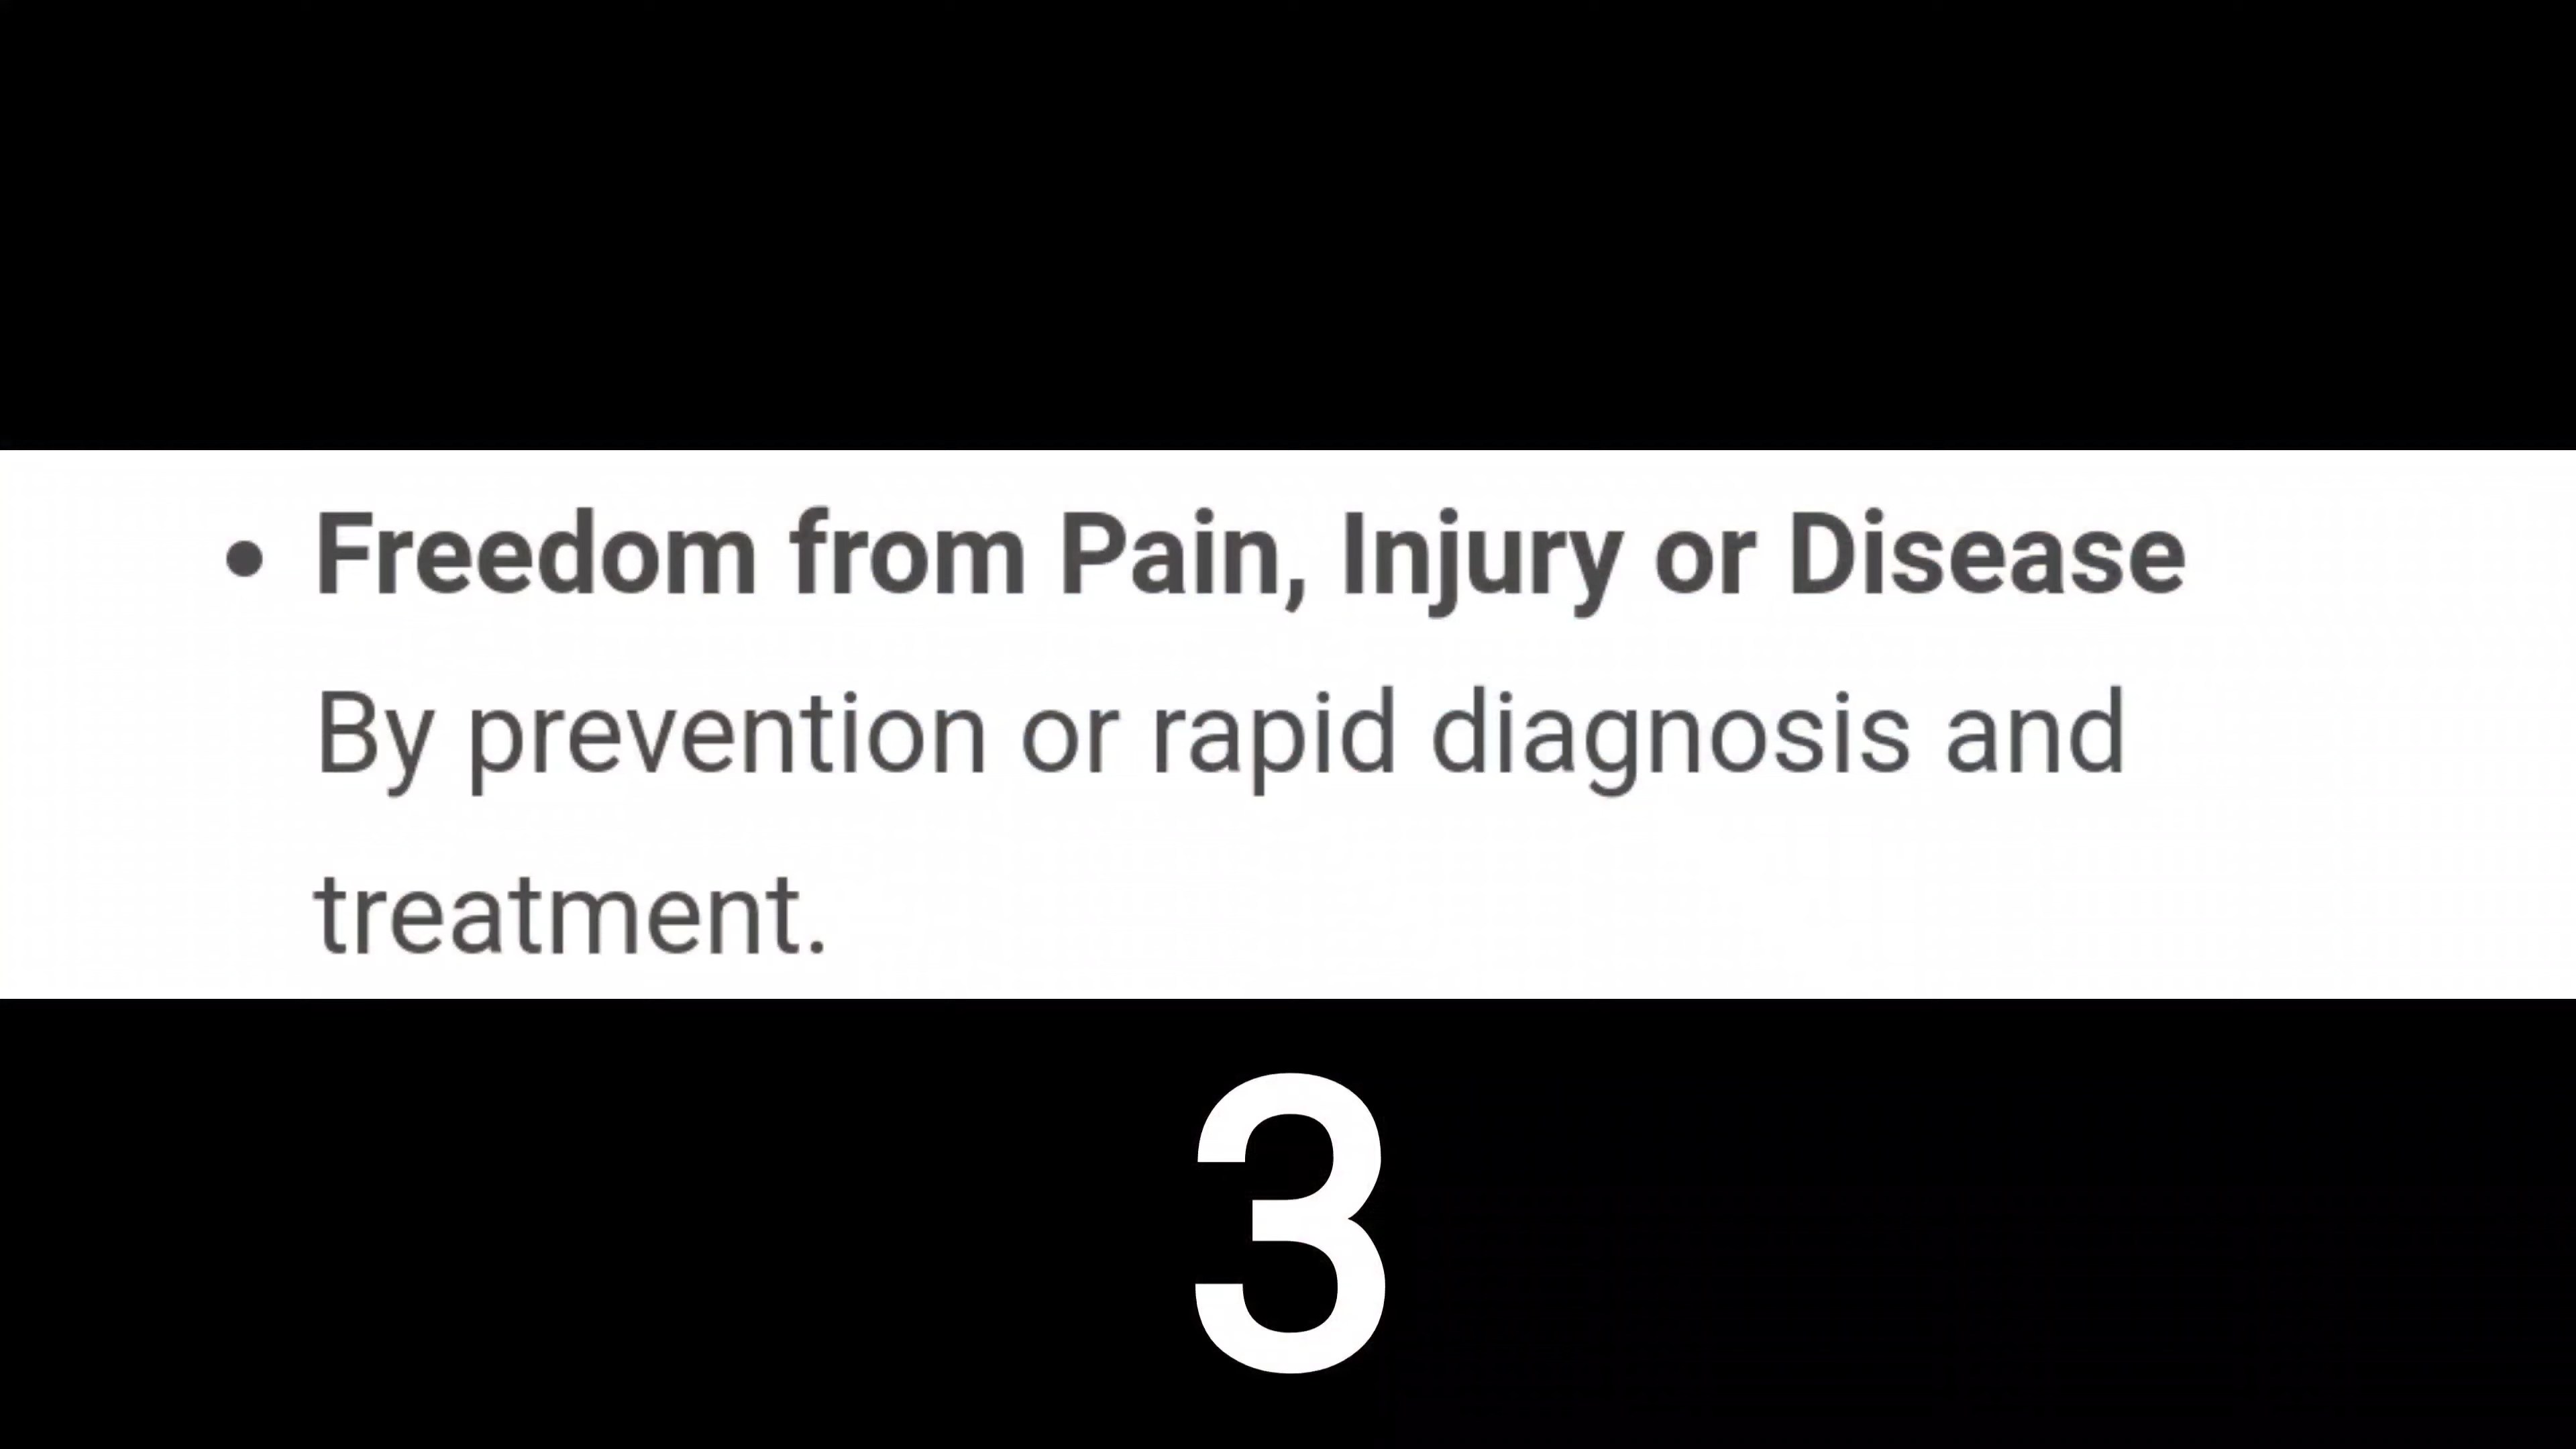 • Freedom from Pain, Injury or Disease
By prevention or rapid diagnosis and
treatment.
3